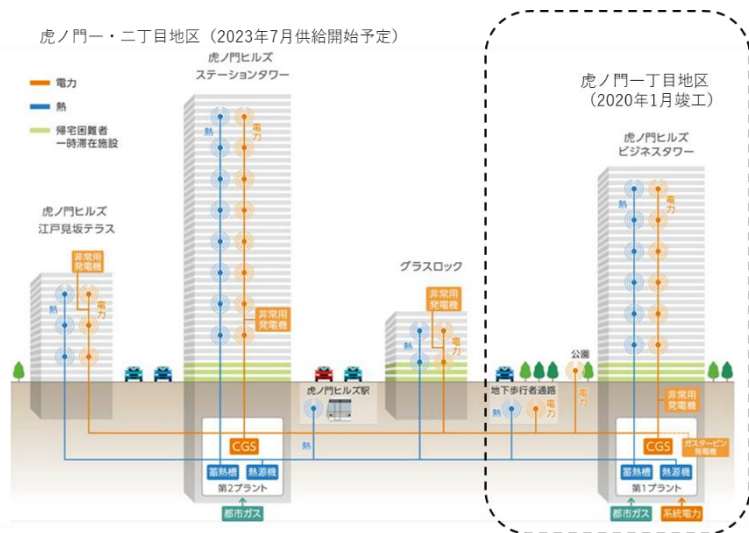 虎ノ門一・二丁目地区（2023年7月供給開始予定）
電力
熱
帰宅困難者
一時滞在施設
虎ノ門ヒルズ
ステーションタワー
熱
電力
非常用
発電機
虎ノ門ヒルズ
江戸見坂テラス
非常用
発電機
熱
電力
グラスロック
非常用
発電機
熱
電力
虎ノ門一丁目地区
（2020年1月竣工）
虎ノ門ヒルズ
ビジネスタワー
熱
電力
公園
電力
非常用
発電機
虎ノ門ヒルズ駅
熱
地下歩行者通路
熱
電力
CGS
蓄熱槽
熱源機
第2プラント
都市ガス
CGS
ガスタービン
発電機
蓄熱槽
熱源機
第1プラント
都市ガス
系統電力